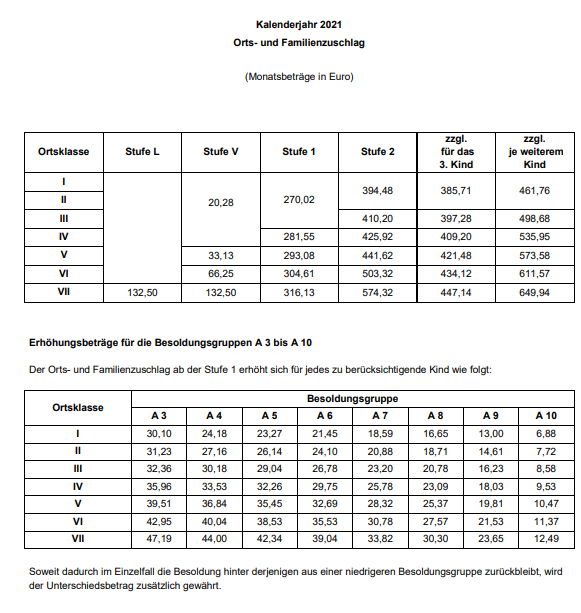 Kalenderjahr 2021
Orts- und Familienzuschlag
(Monatsbeträge in Euro)
Ortsklasse Stufe L Stufe V Stufe 1 Stufe 2 zzgl. für das 3. Kind zzgl. je weiterem Kind
I
II
20,28 270,02 394,48 385,71 461,76
III 410,20 397,28 498,68
IV 281,55 425,92 409,20 535,95
V 33,13 293,08 441,62 421,48 573,58
VI 66,25 304,61 503,32 434,12 611,57
VII 132,50 132,50 316,13 574,32 447,14 649,94
Erhöhungsbeträge für die Besoldungsgruppen A 3 bis A 10
Der Orts- und Familienzuschlag ab der Stufe 1 erhöht sich für jedes zu berücksichtigende Kind wie folgt:
Ortsklasse Besoldungsgruppe
A 3 A 4 A 5 A 6 A 7 A 8 A 9 A 10
I 30,10 24,18 23,27 21,45 18,59 16,65 13,00 6,88
II 31,23 27,16 26,14 24,10 20,88 18,71 14,61 7,72
III 32,36 30,18 29,04 26,78 23,20 20,78 16,23 8,58
IV 35,96 33,53 32,26 29,75 25,78 23,09 18,03 9,53
V 39,51 36,84 35,45 32,69 28,32 25,37 19,81 10,47
VI 42,95 40,04 38,53 35,53 30,78 27,57 21,53 11,37
VII 47,19 44,00 42,34 39,04 33,82 30,30 23,65 12,49
Soweit dadurch im Einzelfall die Besoldung hinter derjenigen aus einer niedrigeren Besoldungsgruppe zurückbleibt, wird
der Unterschiedsbetrag zusätzlich gewährt.